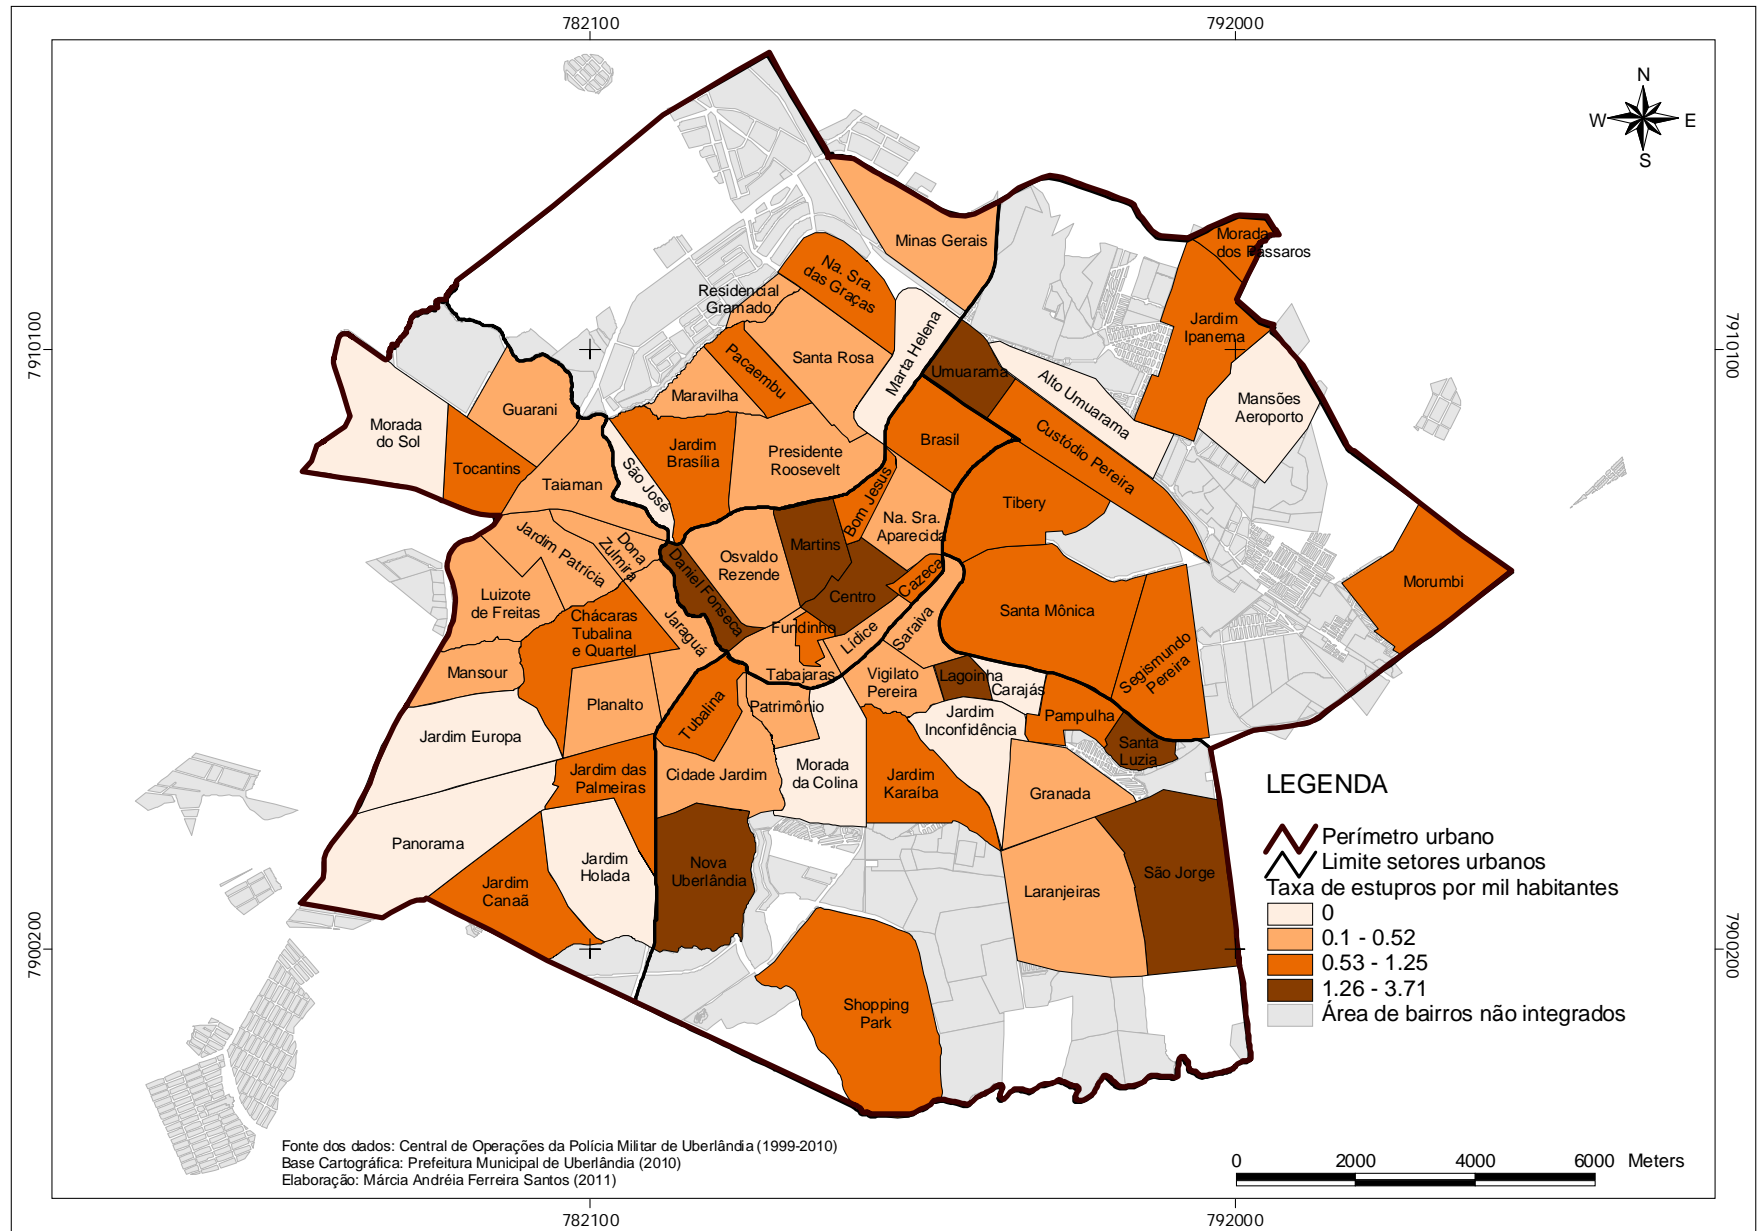 782100
792000
N
W
E
S
7910100
7910100
Minas Gerais
Morada
dos Pássaros
Na. Sra.
das Graças
Residencial
Gramado
Marta Helena
Jardim
Ipanema
Santa Rosa
Pacaembu
Umuarama
Alto Umuarama
Maravilha
Mansões
Aeroporto
Guarani
Morada
do Sol
Brasil
Custódio Pereira
Jardim
Brasília
Presidente
Roosevelt
Tocantins
São José
Taiaman
Bom Jesus
Tibery
Na. Sra.
Aparecida
Jardim Patrícia
Dona
Zulmira
Martins
Osvaldo
Rezende
Daniel Fonseca
Cazeca
Morumbi
Luizote
de Freitas
Centro
Santa Mônica
Chácaras
Tubalina
e Quartel
Jaraguá
Fundinho
Lídice
Saraiva
Segismundo
Pereira
Mansour
Tabajaras
Vigilato
Pereira
Lagoinha
Carajás
Planalto
Tubalina
Patrimônio
Jardim
Inconfidência
Pampulha
Jardim Europa
Santa
Luzia
Jardim das
Palmeiras
Cidade Jardim
Morada
da Colina
Jardim
Karaíba
Granada
Panorama
Jardim
Holada
Nova
Uberlândia
São Jorge
Jardim
Canaã
Laranjeiras
Shopping
Park
LEGENDA
Perímetro urbano
Limite setores urbanos
Taxa de estupros por mil habitantes
0
0.1 - 0.52
0.53 - 1.25
1.26 - 3.71
Área de bairros não integrados
7900200
7900200
Fonte dos dados: Central de Operações da Polícia Militar de Uberlândia (1999-2010)
Base Cartográfica: Prefeitura Municipal de Uberlândia (2010)
Elaboração: Márcia Andréia Ferreira Santos (2011)
0 2000 4000 6000 Meters
782100
792000